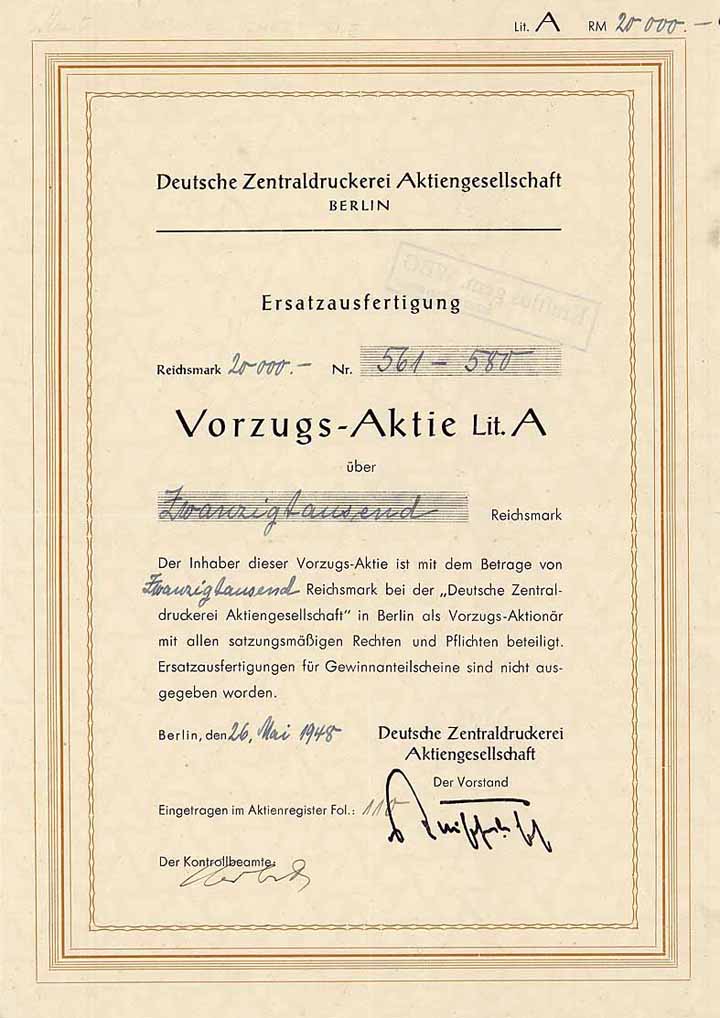 Lit. A RM 20 000.—
Deutsche Zentraldruckerei Aktiengesellschaft
BERLIN
Ersatzausfertigung
Reichsmark 20 000.— Nr. 561 — 580
Vorzugs-Aktie Lit. A
über
Zwanzigtausend Reichsmark
Der Inhaber dieser Vorzugs-Aktie ist mit dem Betrage von
Zwanzigtausend Reichsmark bei der „Deutsche Zentral-
druckerei Aktiengesellschaft" in Berlin als Vorzugs-Aktionär
mit allen satzungsmäßigen Rechten und Pflichten beteiligt.
Ersatzausfertigungen für Gewinnanteilscheine sind nicht aus-
gegeben worden.
Berlin, den 26. Mai 1948
Deutsche Zentraldruckerei
Aktiengesellschaft
Der Vorstand
Eingetragen im Aktienregister Fol.: 110
Der Kontrollbeamte: